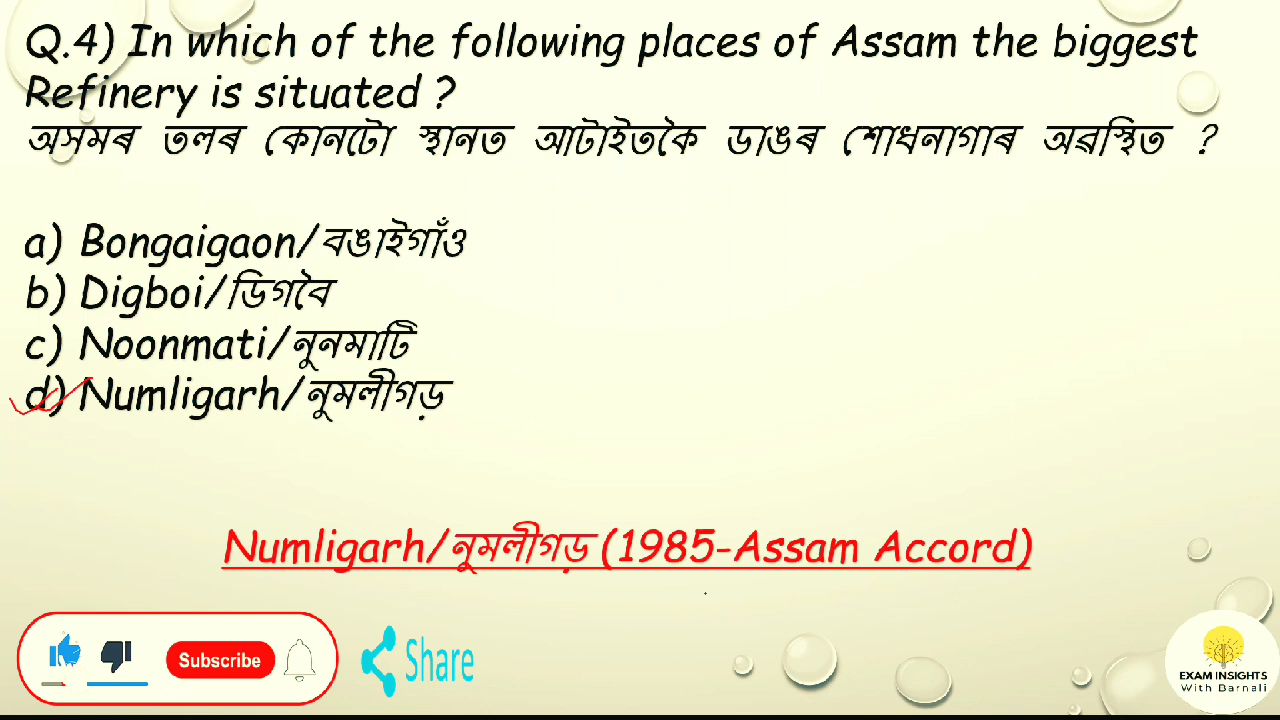 Q.4) In which of the following places of Assam the biggest
Refinery is situated ?
অসমৰ তলৰ কোনটো স্থানত আটাইতকৈ ডাঙৰ শোধনাগাৰ অৱস্থিত ?
a) Bongaigaon/বঙাইগাঁও
b) Digboi/ডিগবৈ
c) Noonmati/নুনমাটি
d) Numligarh/নুমলীগড়
Numligarh/নুমলীগড় (1985-Assam Accord)
Subscribe
Share
EXAM INSIGHTS
With Barnali